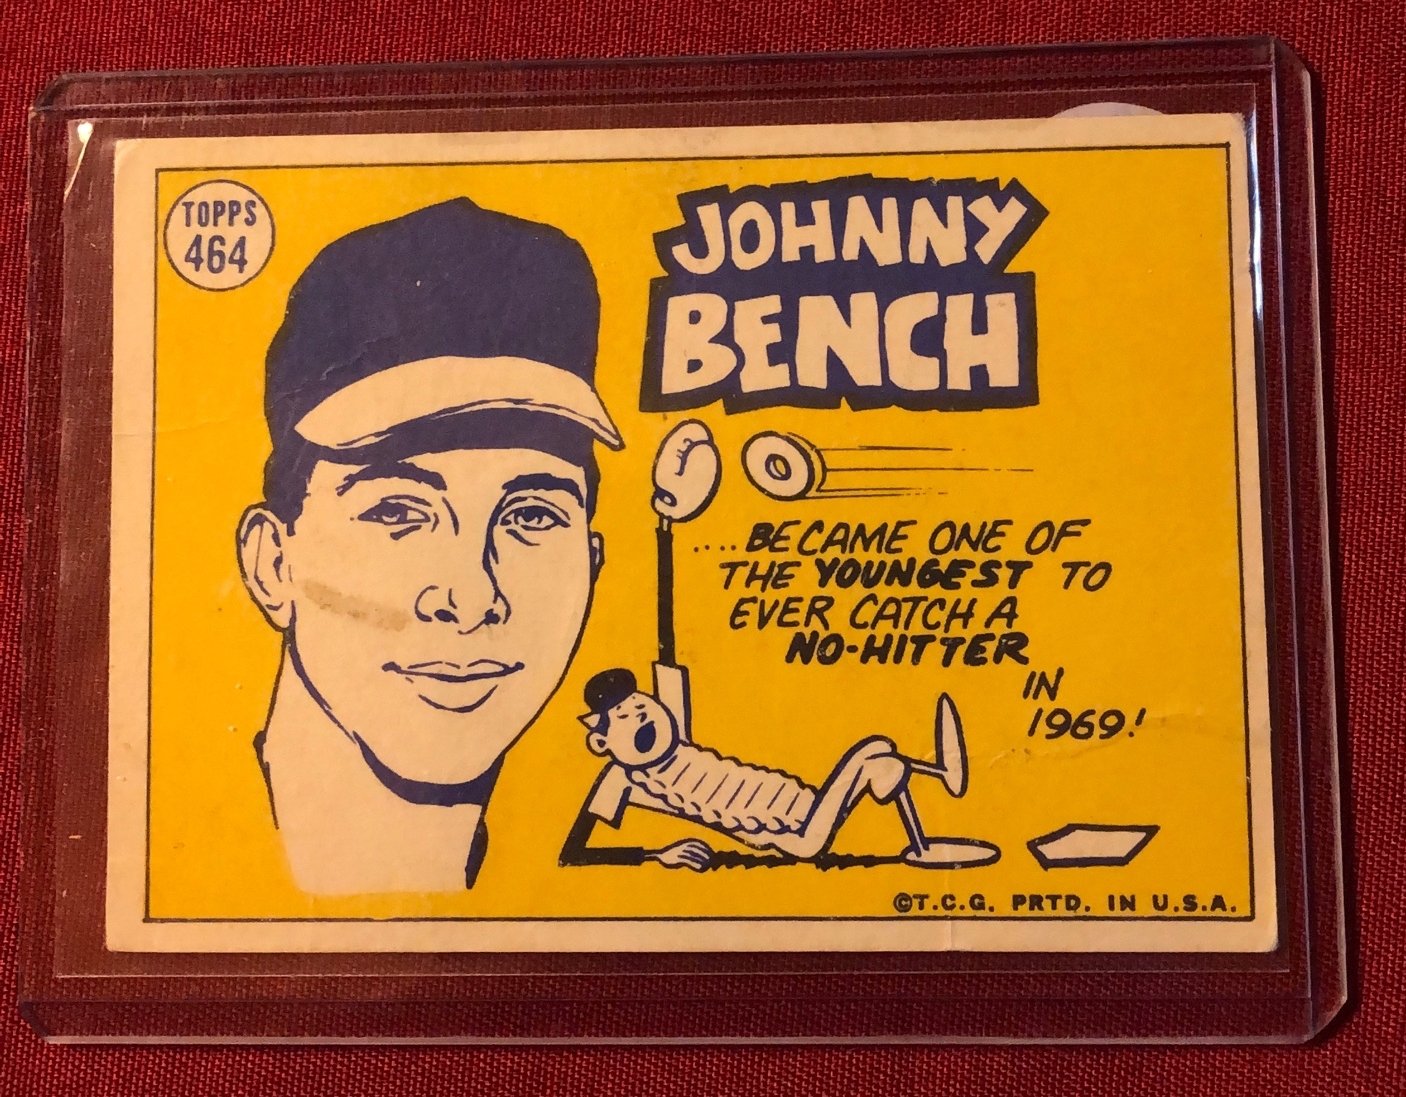 TOPPS
464
JOHNNY
BENCH
....BECAME ONE OF
THE YOUNGEST TO
EVER CATCH A
NO-HITTER
IN
1969!
©T.C.G. PRTD. IN U.S.A.